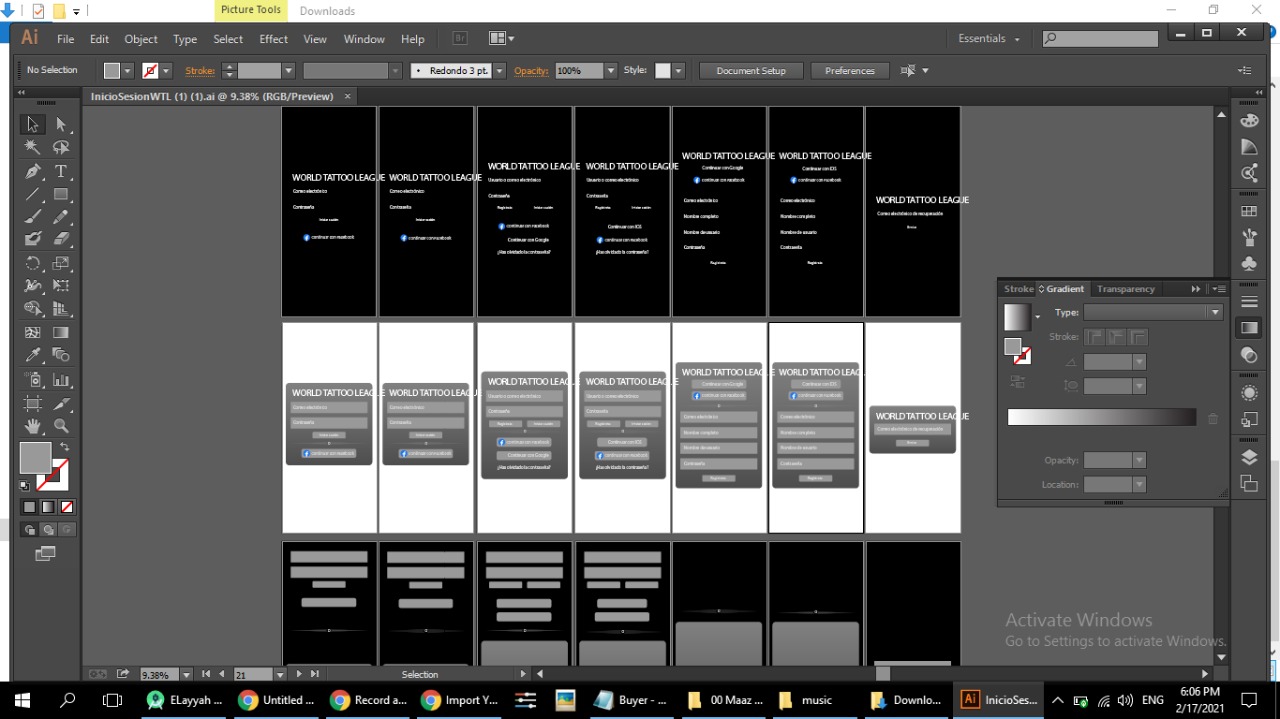 Picture Tools
Downloads
Ai File Edit Object Type Select Effect View Window Help Br Essentials
No Selection Stroke: Redondo 3 pt. Opacity: 100% Style: Document Setup Preferences
InicioSesionWTL (1) (1).ai @ 9.38% (RGB/Preview)
WORLD TATTOO LEAGUE
Correo electrónico
Contraseña
Iniciar sesión
continuar con Facebook
WORLD TATTOO LEAGUE
Correo electrónico
Contraseña
Iniciar sesión
continuar con Facebook
WORLD TATTOO LEAGUE
Usuario o correo electrónico
Contraseña
Regístrate Iniciar sesión
continuar con Facebook
Continuar con Google
¿Has olvidado la contraseña?
WORLD TATTOO LEAGUE
Usuario o correo electrónico
Contraseña
Regístrate Iniciar sesión
Continuar con iOS
continuar con Facebook
¿Has olvidado la contraseña?
WORLD TATTOO LEAGUE
Continuar con Google
continuar con Facebook
Correo electrónico
Nombre completo
Nombre de usuario
Contraseña
Regístrate
WORLD TATTOO LEAGUE
Continuar con iOS
continuar con Facebook
Correo electrónico
Nombre completo
Nombre de usuario
Contraseña
Regístrate
WORLD TATTOO LEAGUE
Correo electrónico de recuperación
Enviar
WORLD TATTOO LEAGUE
Correo electrónico
Contraseña
Iniciar sesión
continuar con Facebook
WORLD TATTOO LEAGUE
Correo electrónico
Contraseña
Iniciar sesión
continuar con Facebook
WORLD TATTOO LEAGUE
Usuario o correo electrónico
Contraseña
Regístrate Iniciar sesión
continuar con Facebook
Continuar con Google
¿Has olvidado la contraseña?
WORLD TATTOO LEAGUE
Usuario o correo electrónico
Contraseña
Regístrate Iniciar sesión
Continuar con iOS
continuar con Facebook
¿Has olvidado la contraseña?
WORLD TATTOO LEAGUE
Continuar con Google
continuar con Facebook
Correo electrónico
Nombre completo
Nombre de usuario
Contraseña
Regístrate
WORLD TATTOO LEAG
Continuar con iOS
continuar con Facebook
Correo electrónico
Nombre completo
Nombre de usuario
Contraseña
Regístrate
WORLD TATTOO LEAGUE
Correo electrónico de recuperación
Enviar
Stroke Gradient Transparency
Type:
Stroke:
Opacity:
Location:
Activate Windows
Go to Settings to activate Windows.
9.38% 21 Selection
ELayyah ... Untitled ... Record a... Import Y... Buyer - ... 00 Maaz ... music Downlo... Ai InicioSes... ENG 6:06 PM
2/17/2021